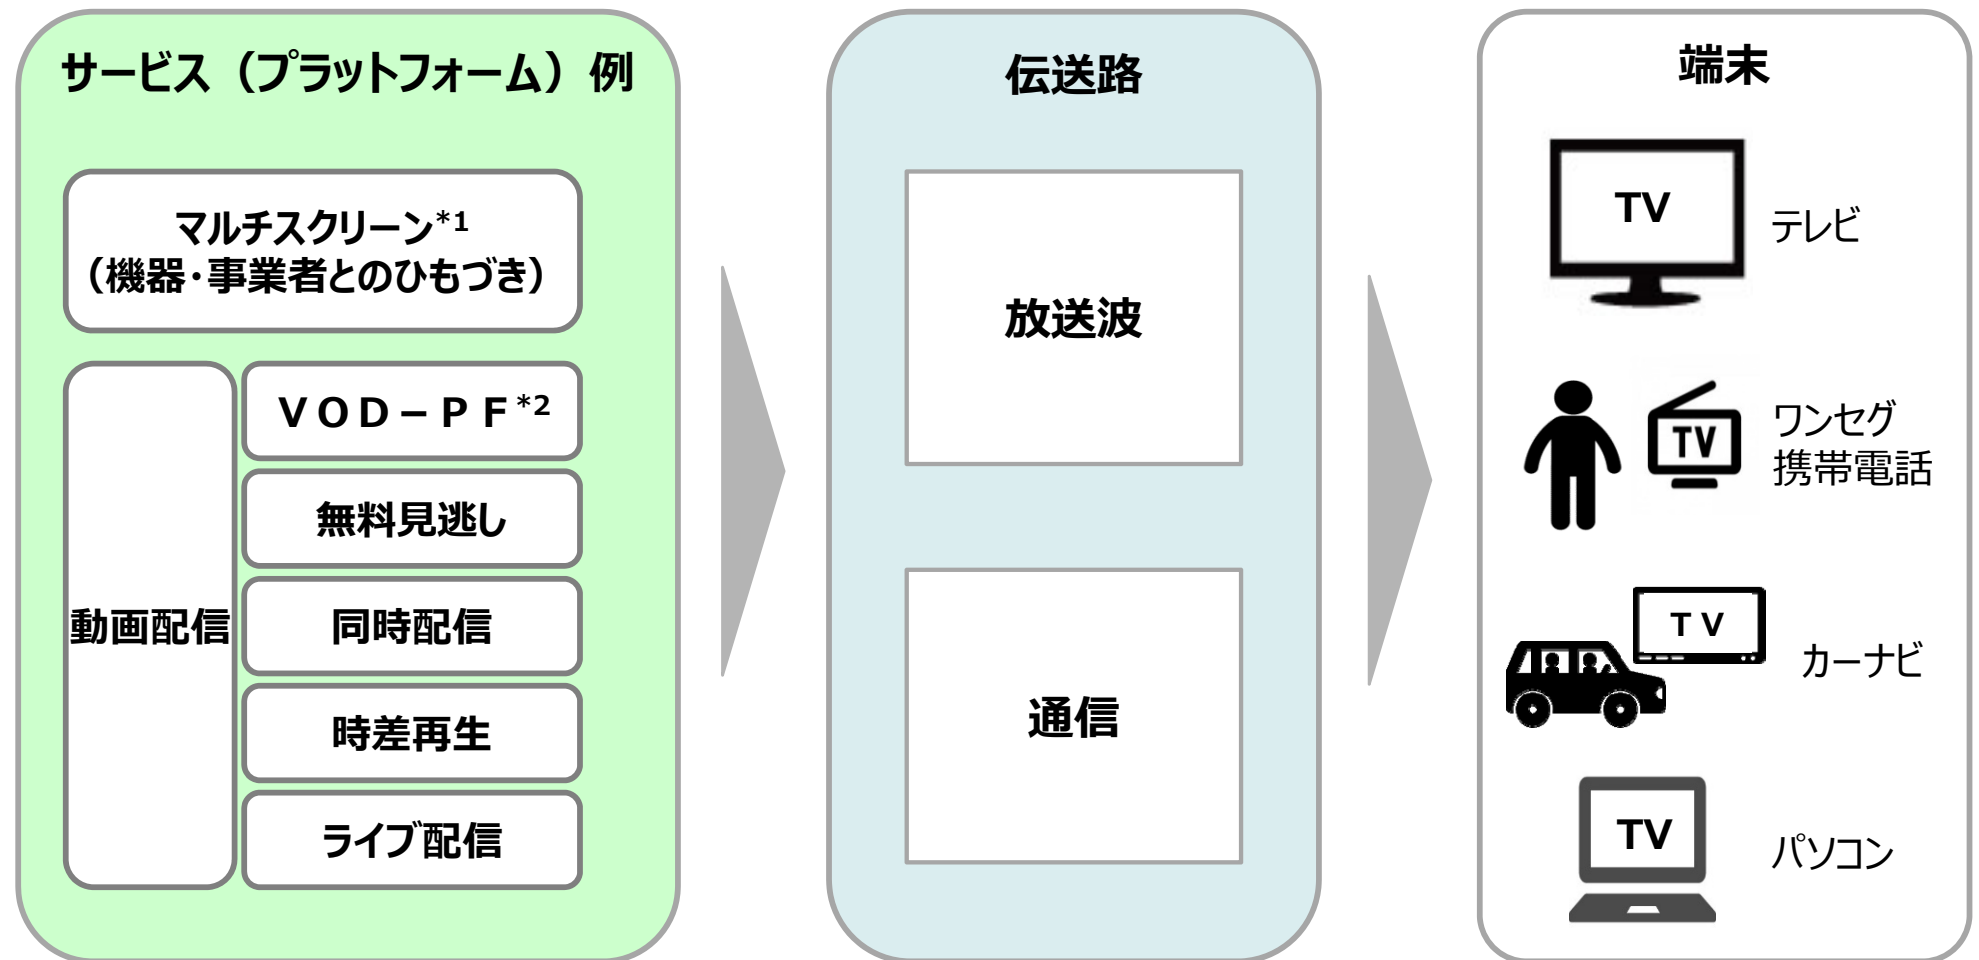 サービス（プラットフォーム）例
マルチスクリーン*1
（機器・事業者とのひもづき）
動画配信
ＶＯＤ－ＰＦ*2
無料見逃し
同時配信
時差再生
ライブ配信
伝送路
放送波
通信
端末
TV
テレビ
TV
ワンセグ
携帯電話
ＴＶ
カーナビ
TV
パソコン